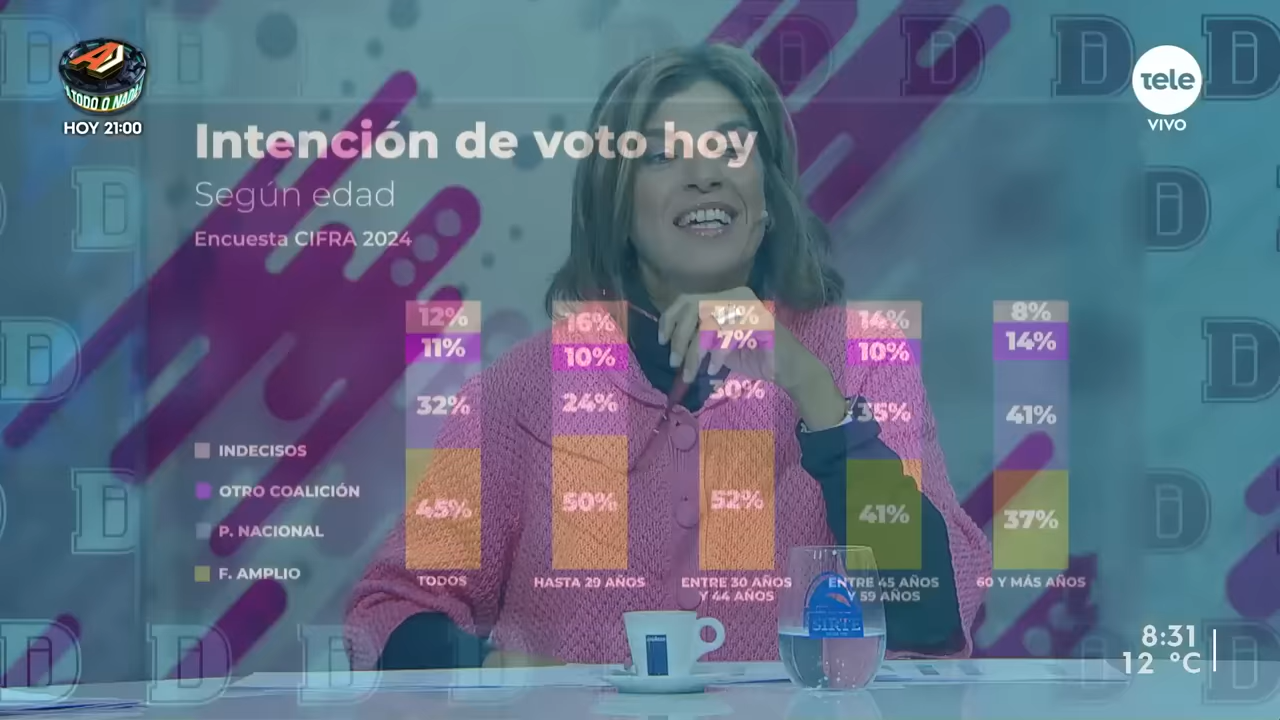 A TODO O NADA
HOY 21:00
tele
VIVO
Intención de voto hoy
Según edad
Encuesta CIFRA 2024
12% 16% 11% 14% 8%
11% 10% 7% 10% 14%
32% 24% 30% 35% 41%
45% 50% 52% 41% 37%
INDECISOS
OTRO COALICIÓN
P. NACIONAL
F. AMPLIO
TODOS
HASTA 29 AÑOS
ENTRE 30 AÑOS
Y 44 AÑOS
ENTRE 45 AÑOS
Y 59 AÑOS
60 Y MÁS AÑOS
SIRTE
8:31
12 °C